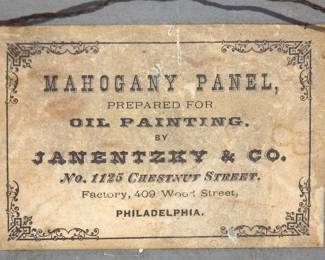 MAHOGANY PANEL,
PREPARED FOR
OIL PAINTING.
BY
JANENTZKY & CO.
No. 1125 CHESTNUT STREET.
Factory, 409 Wood Street,
PHILADELPHIA.